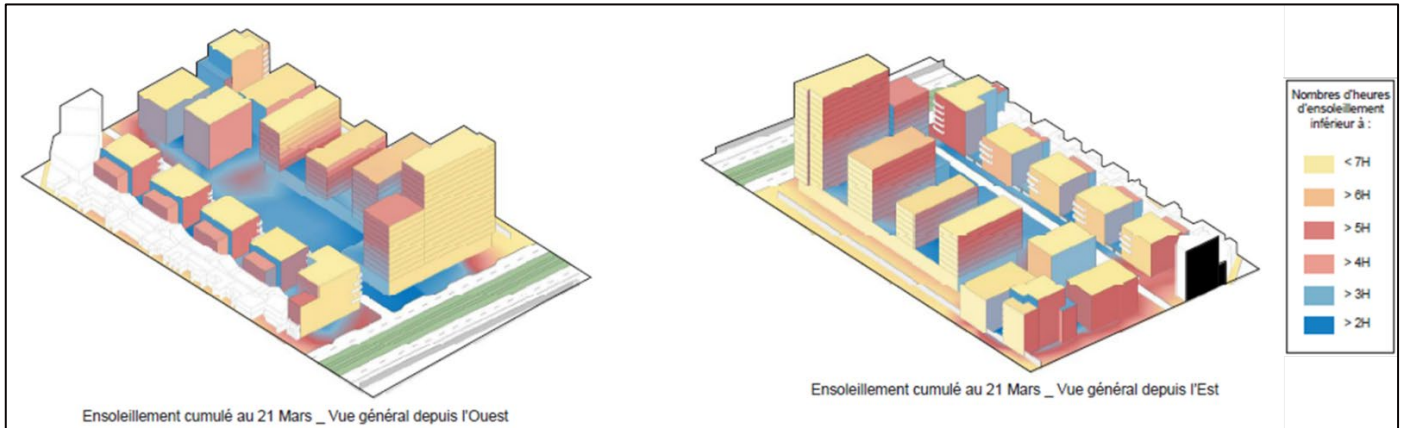 Ensoleillement cumulé au 21 Mars _ Vue général depuis l'Ouest
Ensoleillement cumulé au 21 Mars _ Vue général depuis l'Est
Nombres d'heures
d'ensoleillement
inférieur à :
< 7H
> 6H
> 5H
> 4H
> 3H
> 2H